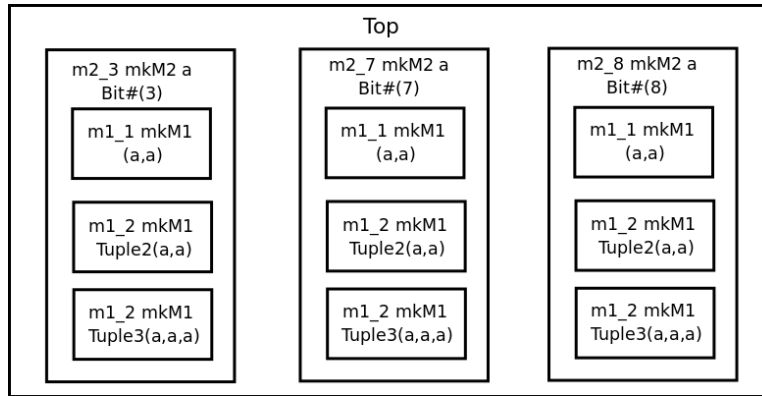 Top
m2_3 mkM2 a
Bit#(3)
m1_1 mkM1
(a,a)
m1_2 mkM1
Tuple2(a,a)
m1_2 mkM1
Tuple3(a,a,a)
m2_7 mkM2 a
Bit#(7)
m1_1 mkM1
(a,a)
m1_2 mkM1
Tuple2(a,a)
m1_2 mkM1
Tuple3(a,a,a)
m2_8 mkM2 a
Bit#(8)
m1_1 mkM1
(a,a)
m1_2 mkM1
Tuple2(a,a)
m1_2 mkM1
Tuple3(a,a,a)